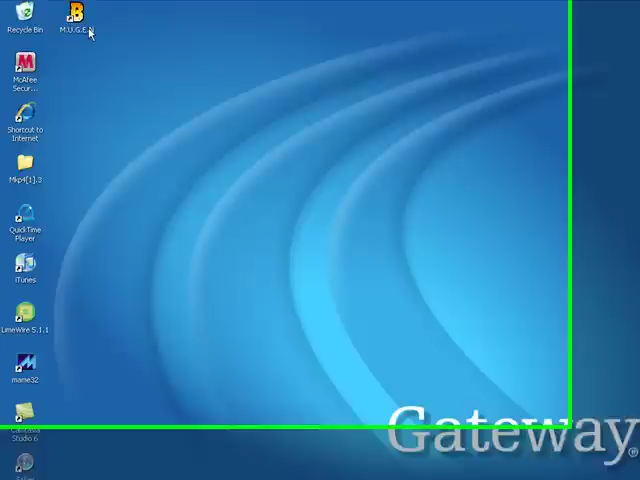 Recycle Bin
M.U.G.E.N
McAfee
Secur...
Shortcut to
Internet
Mkp4[1].3
QuickTime
Player
iTunes
LimeWire 5.1.1
mame32
Camtasia
Studio 6
Gateway